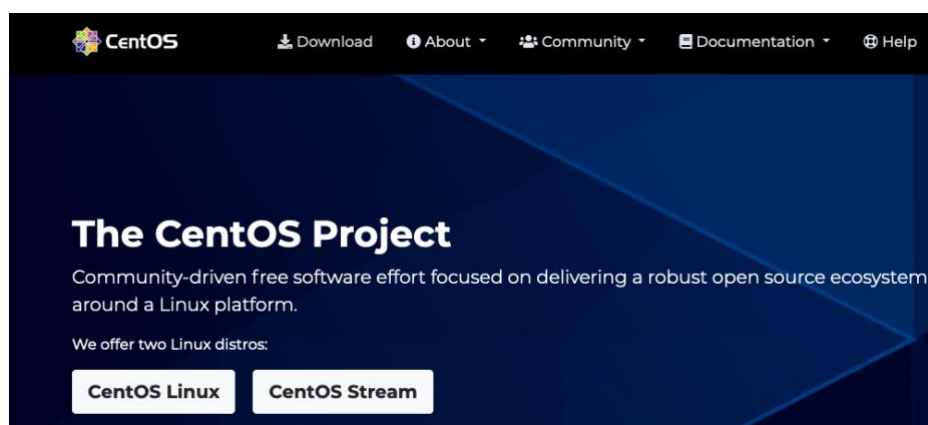 CentOS Download About Community Documentation Help
The CentOS Project
Community-driven free software effort focused on delivering a robust open source ecosystem
around a Linux platform.
We offer two Linux distros:
CentOS Linux CentOS Stream